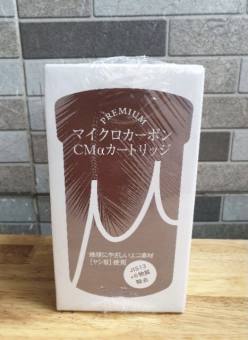 PREMIUM
マイクロカーボン
CMαカートリッジ
地球にやさしいエコ素材
[ヤシ殻]使用
JIS13
+6物質
除去